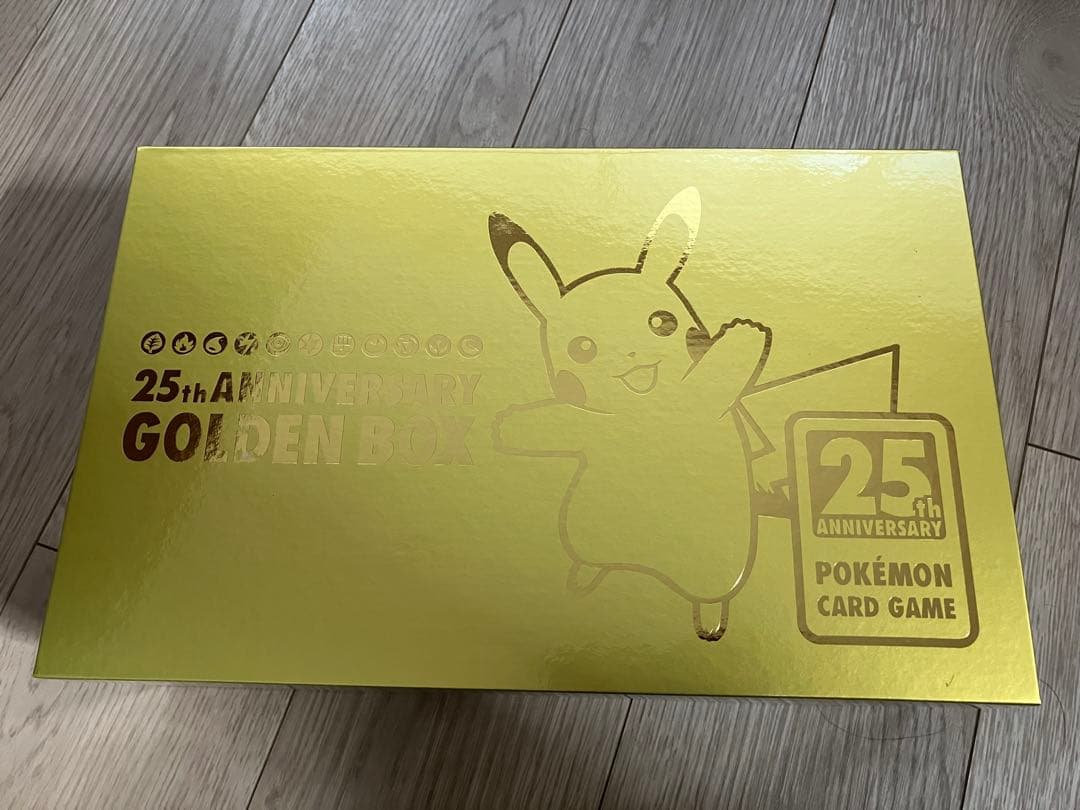 25th ANNIVERSARY
GOLDEN BOX
25th
ANNIVERSARY
POKÉMON
CARD GAME